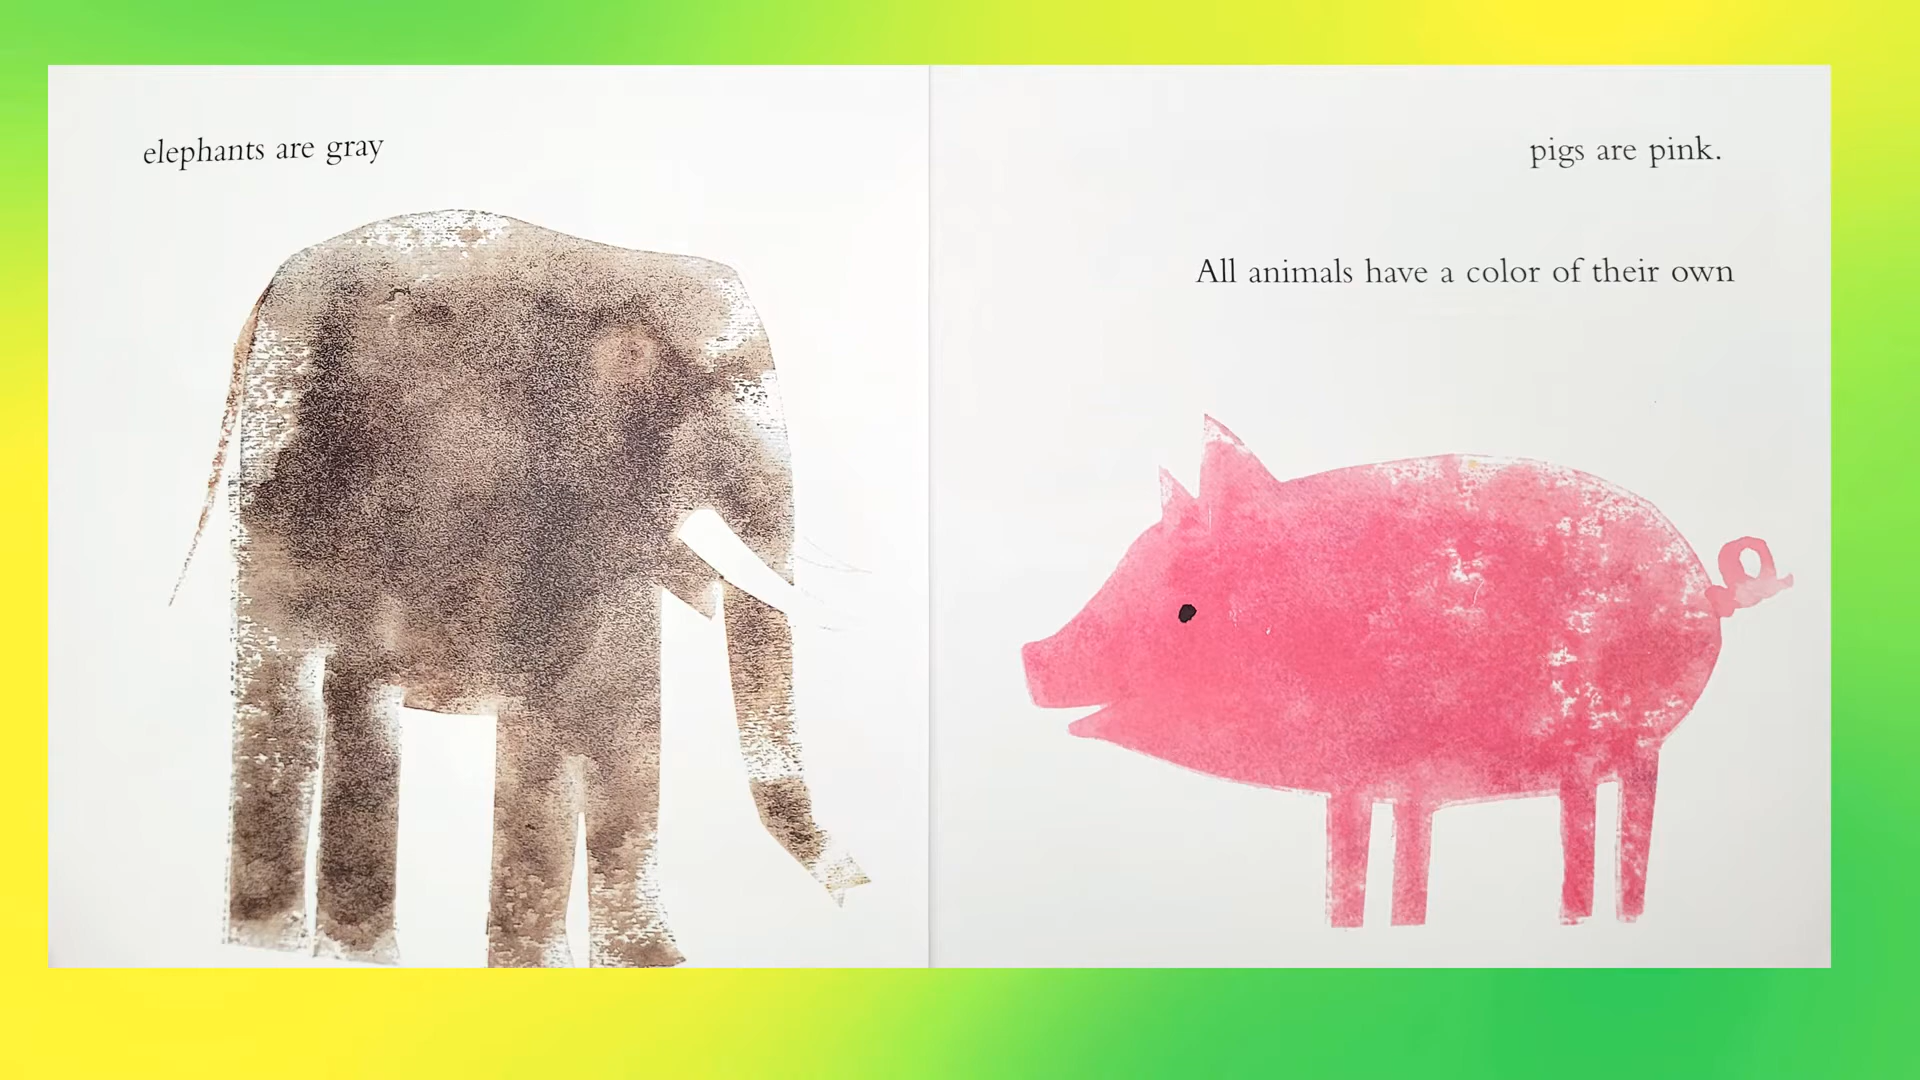 elephants are gray
pigs are pink.
All animals have a color of their own